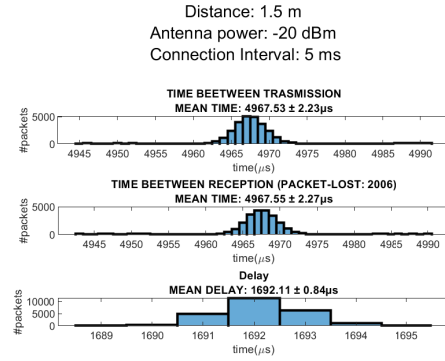 Distance: 1.5 m
Antenna power: -20 dBm
Connection Interval: 5 ms
TIME BEETWEEN TRASMISSION
MEAN TIME: 4967.53 ± 2.23μs
#packets
5000
0
4945 4950 4955 4960 4965 4970 4975 4980 4985 4990
time(μs)
TIME BEETWEEN RECEPTION (PACKET-LOST: 2006)
MEAN TIME: 4967.55 ± 2.27μs
#packets
5000
0
4945 4950 4955 4960 4965 4970 4975 4980 4985 4990
time(μs)
Delay
MEAN DELAY: 1692.11 ± 0.84μs
#packets
10000
5000
0
1689 1690 1691 1692 1693 1694 1695
time(μs)